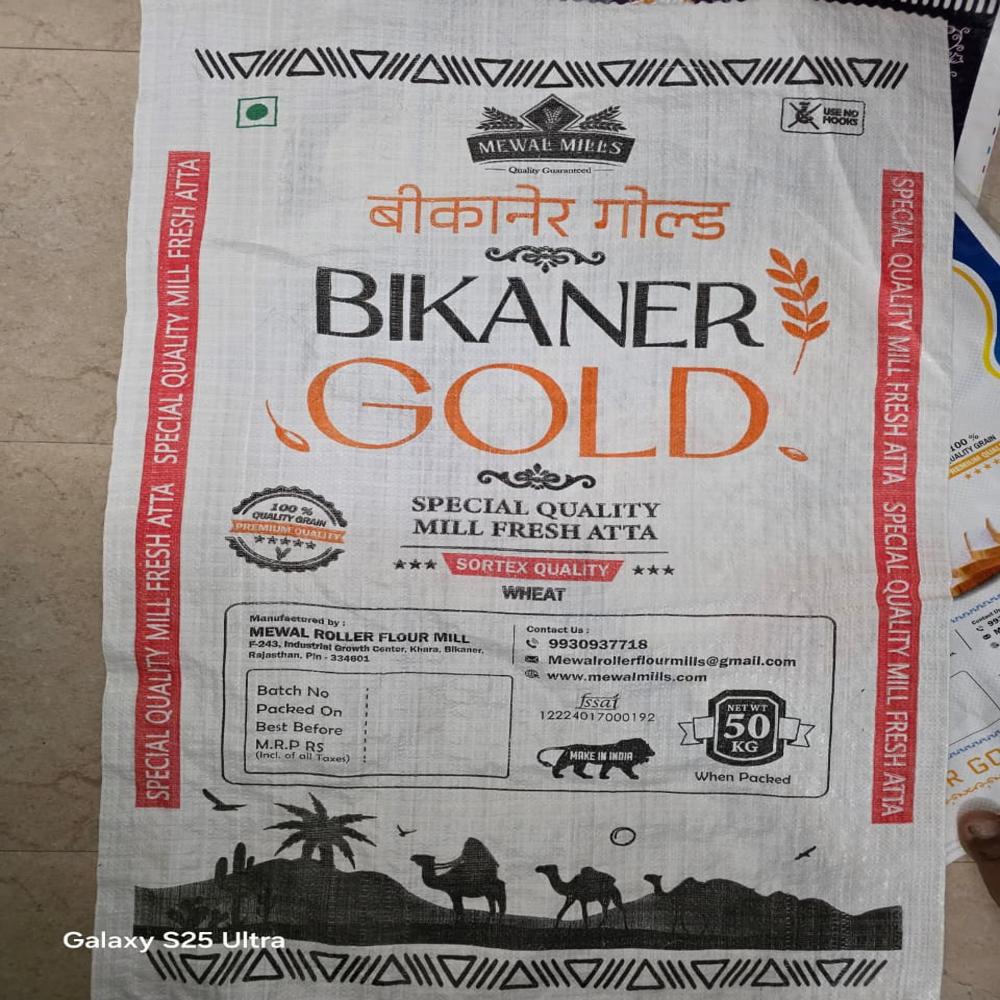 USE NO
HOOKS
MEWAL MILLS
Quality Guaranteed
बीकानेर गोल्ड
BIKANER
GOLD
SPECIAL QUALITY MILL FRESH ATTA SPECIAL QUALITY MILL FRESH ATTA
SPECIAL QUALITY MILL FRESH ATTA SPECIAL QUALITY MILL FRESH ATTA
100 %
QUALITY GRAIN
PREMIUM QUALITY
SPECIAL QUALITY
MILL FRESH ATTA
SORTEX QUALITY
WHEAT
Manufactured by :
MEWAL ROLLER FLOUR MILL
F-243, Industrial Growth Center, Khara, Bikaner,
Rajasthan, Pin - 334601
Contact Us :
9930937718
Mewalrollerflourmills@gmail.com
www.mewalmills.com
Batch No
Packed On
Best Before
M.R.P RS
(Incl. of all Taxes)
fssai
12224017000192
MAKE IN INDIA
NET WT
50
KG
When Packed
100 %
Galaxy S25 Ultra